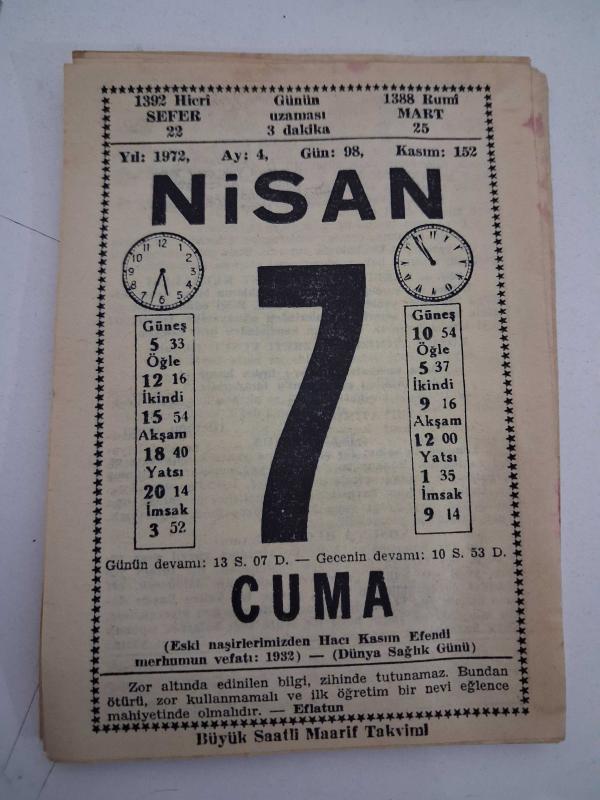 1392 Hicri Günün 1388 Rumî
SEFER uzaması MART
22 3 dakika 25
Yıl: 1972, Ay: 4, Gün: 98, Kasım: 152
NiSAN
7
Güneş
5 33
Öğle
12 16
İkindi
15 54
Akşam
18 40
Yatsı
20 14
İmsak
3 52
Güneş
10 54
Öğle
5 37
İkindi
9 16
Akşam
12 00
Yatsı
1 35
İmsak
9 14
Günün devamı: 13 S. 07 D. — Gecenin devamı: 10 S. 53 D.
CUMA
(Eski naşirlerimizden Hacı Kasım Efendi
merhumun vefatı: 1932) — (Dünya Sağlık Günü)
Zor altında edinilen bilgi, zihinde tutunamaz. Bundan
ötürü, zor kullanmamalı ve ilk öğretim bir nevi eğlence
mahiyetinde olmalıdır. — Eflatun
Büyük Saatli Maarif Takvimi